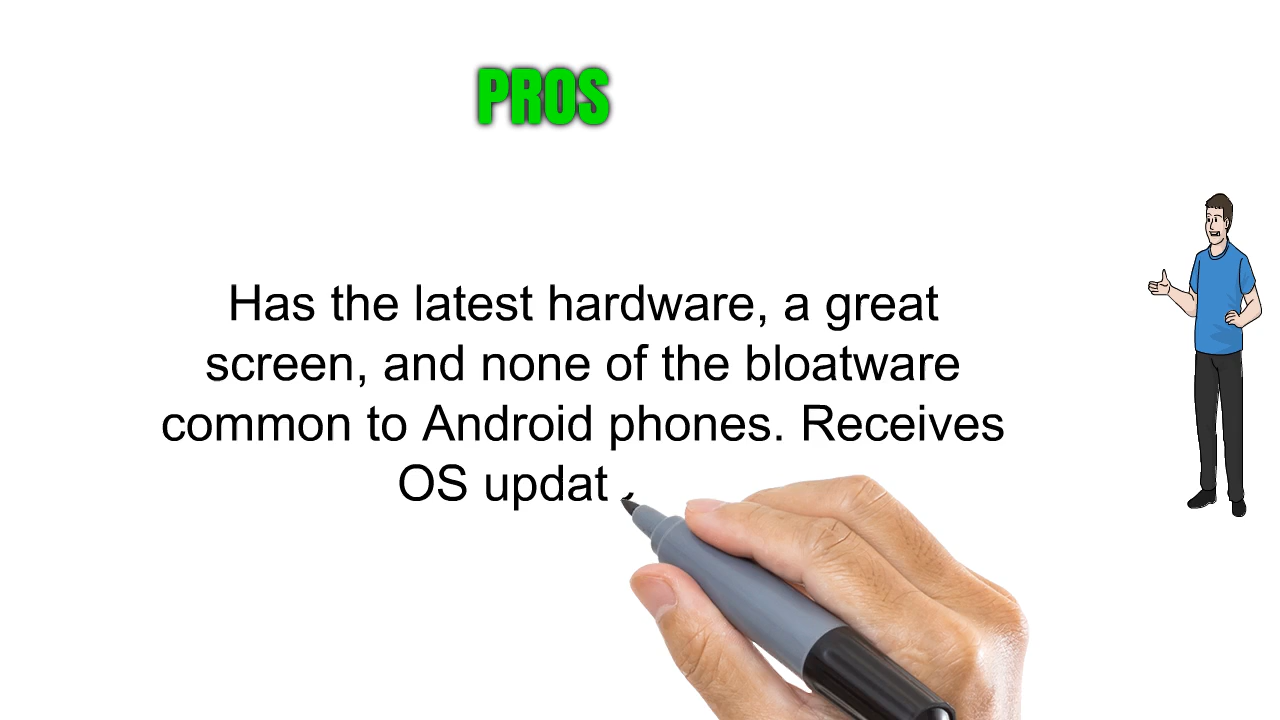 PROS
Has the latest hardware, a great
screen, and none of the bloatware
common to Android phones. Receives
OS updat